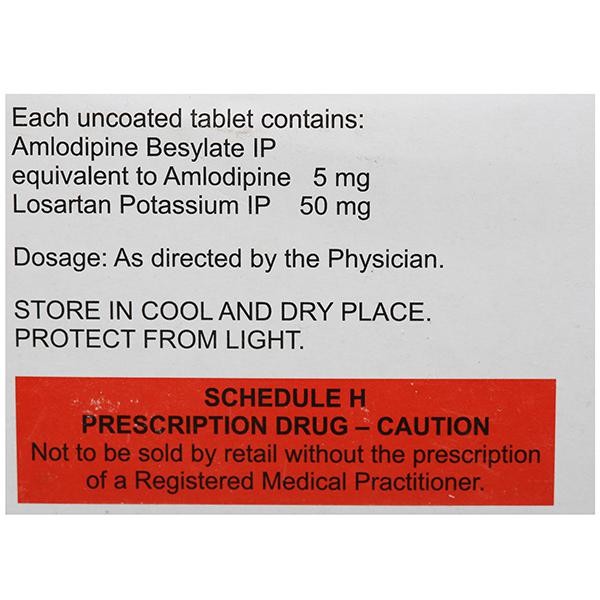 Each uncoated tablet contains:
Amlodipine Besylate IP
equivalent to Amlodipine 5 mg
Losartan Potassium IP 50 mg
Dosage: As directed by the Physician.
STORE IN COOL AND DRY PLACE.
PROTECT FROM LIGHT.
SCHEDULE H
PRESCRIPTION DRUG – CAUTION
Not to be sold by retail without the prescription
of a Registered Medical Practitioner.